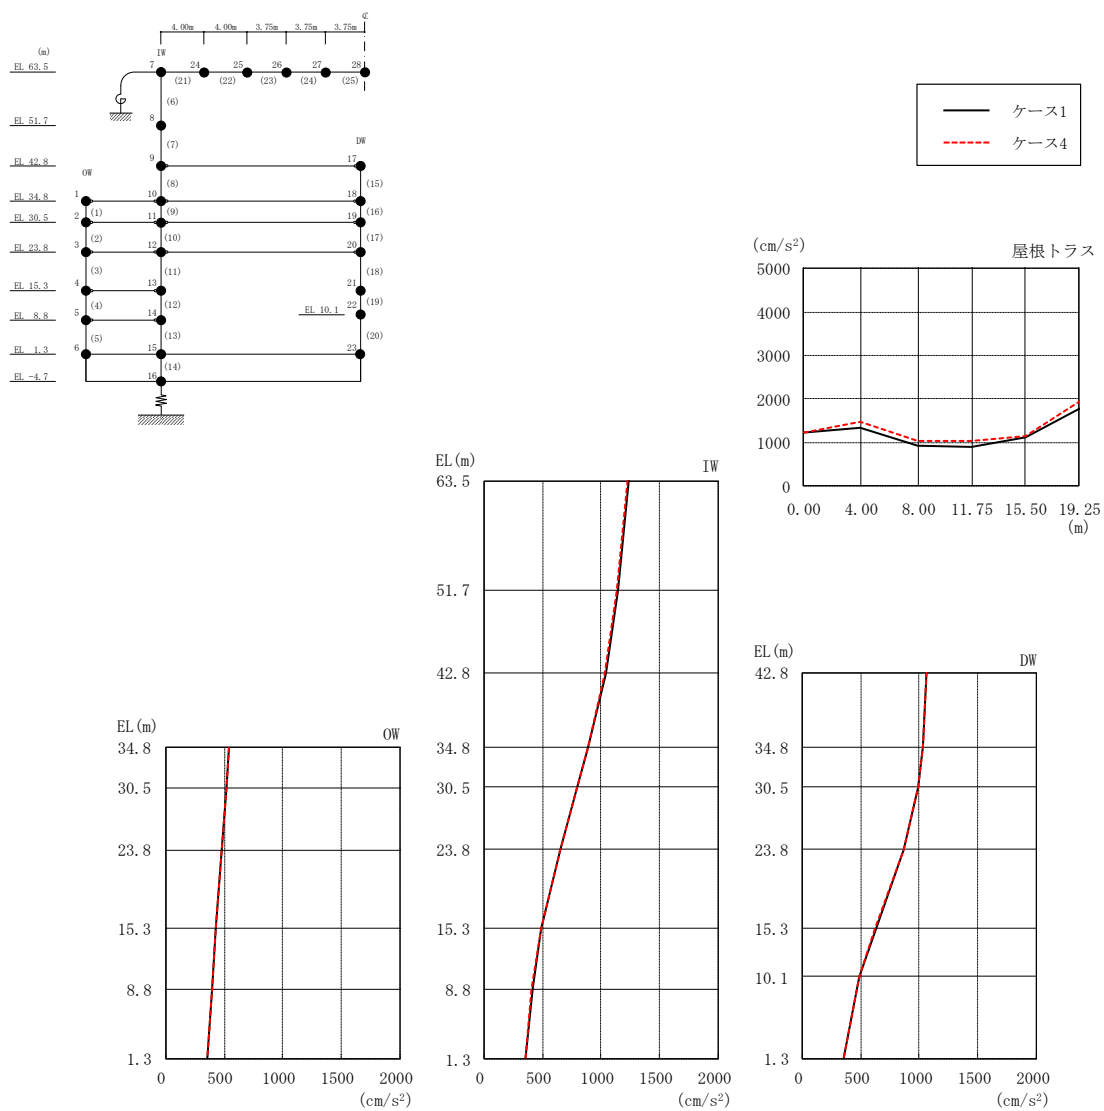 ℄
4.00m 4.00m 3.75m 3.75m 3.75m
(m) IW
EL 63.5 7 24 25 26 27 28
(21) (22) (23) (24) (25)
(6)
EL 51.7 8
(7) DW
EL 42.8 9 17
OW
(8) (15)
EL 34.8 1 10 18
(1) (9) (16)
EL 30.5 2 11 19
(2) (10) (17)
EL 23.8 3 12 20
(3) (11) (18)
EL 15.3 4 13 21
(4) (12) (19)
EL 10.1 22
EL 8.8 5 14
(5) (13) (20)
EL 1.3 6 15 23
(14)
EL -4.7 16
ケース1
ケース4
(cm/s²) 屋根トラス
5000
4000
3000
2000
1000
0
0.00 4.00 8.00 11.75 15.50 19.25
(m)
EL(m) IW
63.5
51.7
42.8
34.8
30.5
23.8
15.3
8.8
1.3
0 500 1000 1500 2000
(cm/s²)
EL(m) OW
34.8
30.5
23.8
15.3
8.8
1.3
0 500 1000 1500 2000
(cm/s²)
EL(m) DW
42.8
34.8
30.5
23.8
15.3
10.1
1.3
0 500 1000 1500 2000
(cm/s²)